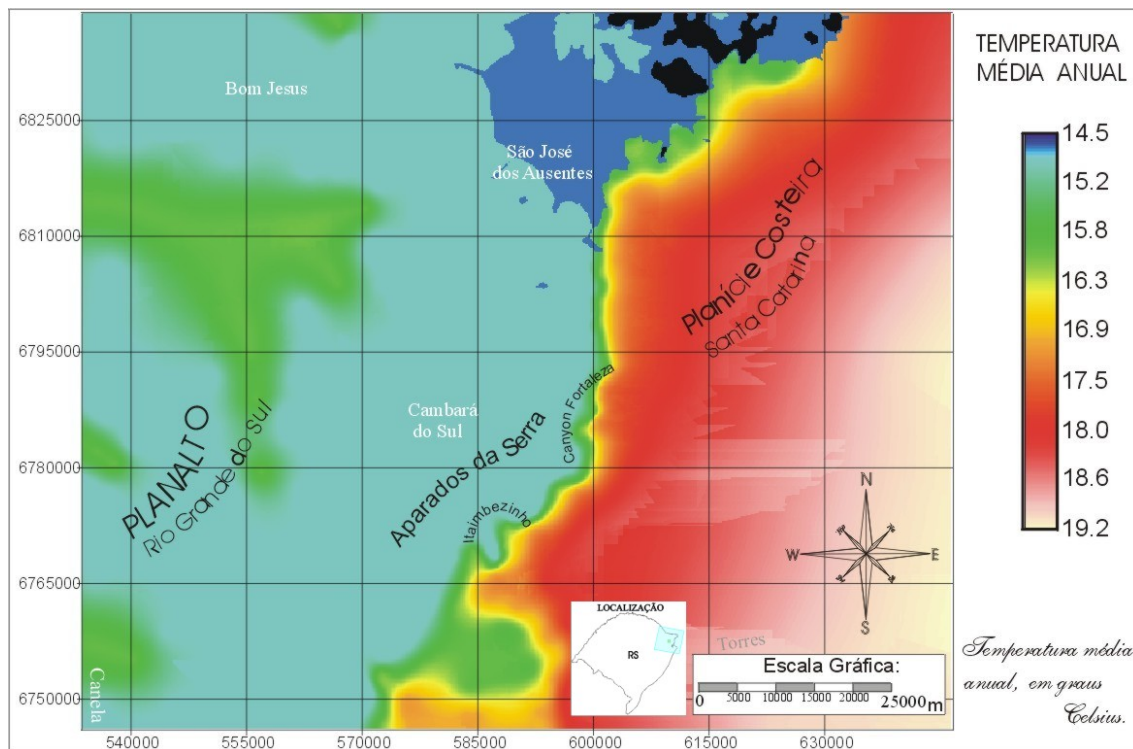 TEMPERATURA
MÉDIA ANUAL
14.5
15.2
15.8
16.3
16.9
17.5
18.0
18.6
19.2
6825000
6810000
6795000
6780000
6765000
6750000
Bom Jesus
São José
dos Ausentes
Planície Costeira
Santa Catarina
PLANALTO
Rio Grande do Sul
Cambará
do Sul
Canyon Fortaleza
Aparados da Serra
Itaimbezinho
N
W
E
S
LOCALIZAÇÃO
RS
Torres
Canela
Escala Gráfica:
0 5000 10000 15000 20000 25000m
540000 555000 570000 585000 600000 615000 630000
Temperatura média
anual, em graus
Celsius.